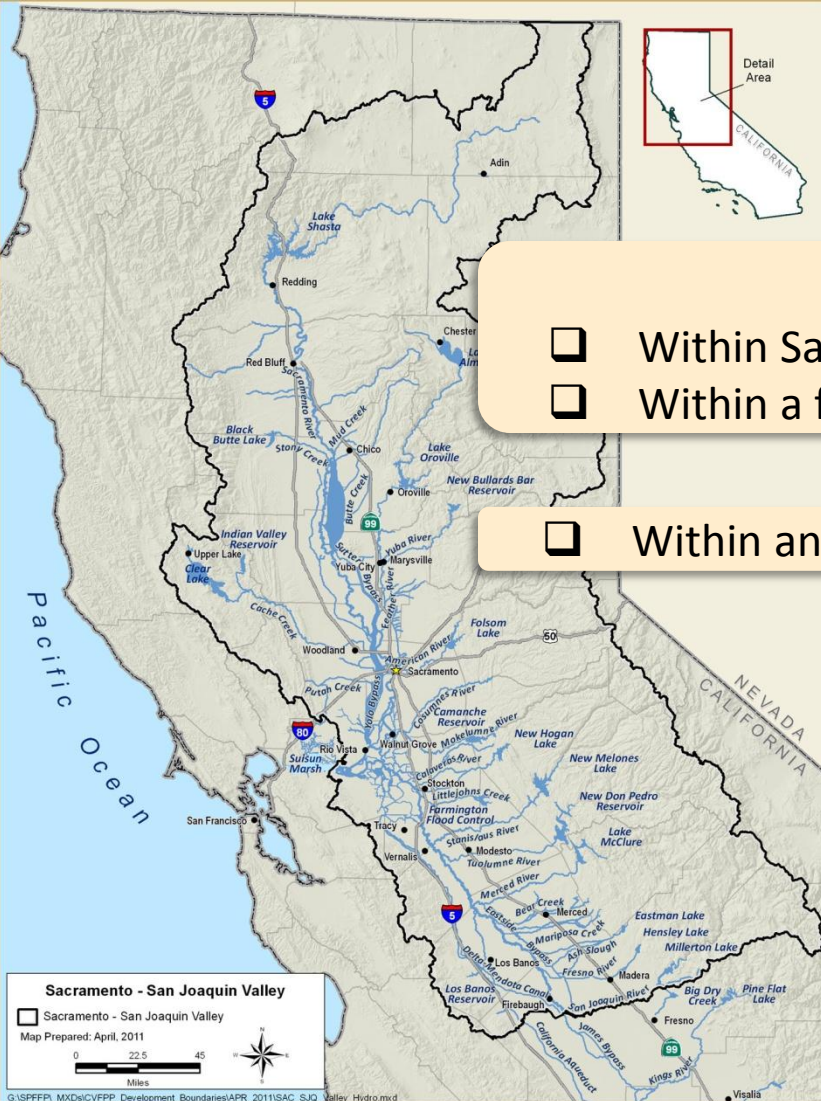 5
Detail
Area
CALIFORNIA
Adin
Lake
Shasta
Redding
❑ Within Sa
❑ Within a f
Chester
Red Bluff
Sacramento River
Mud Creek
Black
Butte Lake
Stony Creek
Chico
Butte Creek
Lake
Oroville
Oroville
New Bullards Bar
Reservoir
99
❑ Within an
Indian Valley
Reservoir
Upper Lake
Clear
Lake
Yuba River
Yuba City
Marysville
Bypass
Feather River
Cache Creek
Folsom
Lake
50
Woodland
American River
Sacramento
Putah Creek
Yolo Bypass
Cosumnes River
NEVADA
CALIFORNIA
Camanche
Reservoir
Mokelumne River
80
Rio Vista
Walnut Grove
Suisun
Marsh
New Hogan
Lake
Calaveras River
New Melones
Lake
Stockton
Littlejohns Creek
New Don Pedro
Reservoir
Farmington
Flood Control
Pacific Ocean
San Francisco
Tracy
Stanislaus River
Lake
McClure
Vernalis
Modesto
Tuolumne River
Merced River
5
Bear Creek
Merced
Eastside
Bypass
Mariposa Creek
Eastman Lake
Hensley Lake
Ash Slough
Millerton Lake
Los Banos
Fresno River
Madera
Delta-Mendota Canal
Los Banos
Reservoir
Firebaugh
San Joaquin River
Big Dry
Creek
Pine Flat
Lake
Fresno
James Bypass
99
California Aqueduct
Kings River
Visalia
Sacramento - San Joaquin Valley
Sacramento - San Joaquin Valley
Map Prepared: April, 2011
0 22.5 45
Miles
N
W E
S
G:\SPFFP\_MXDs\CVFPP_Development_Boundaries\APR_2011\SAC_SJQ_Valley_Hydro.mxd